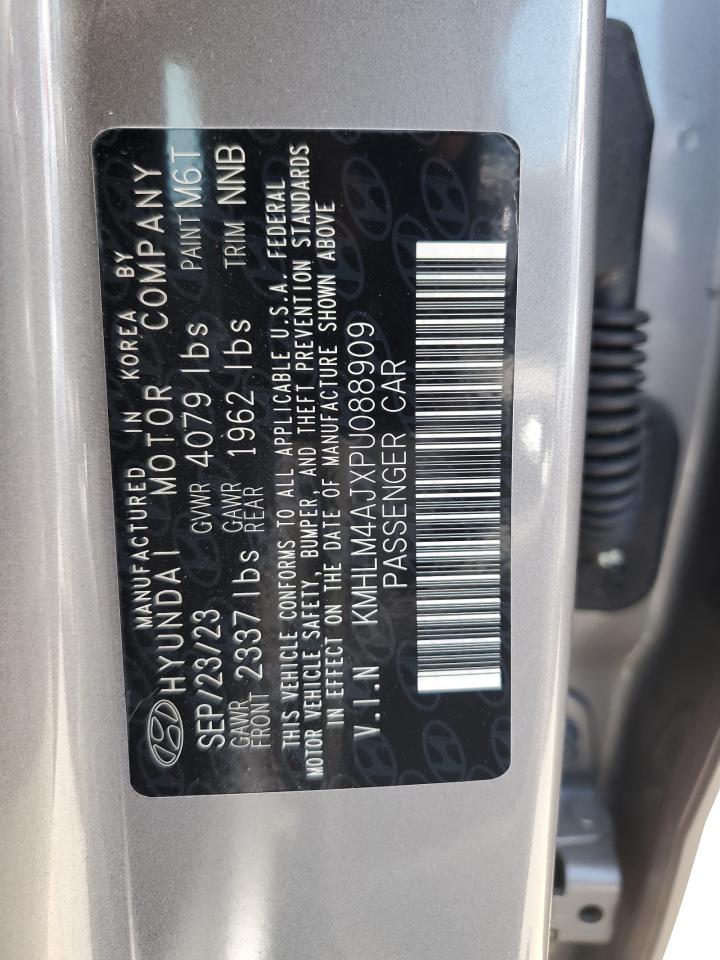 MANUFACTURED IN KOREA BY
HYUNDAI MOTOR COMPANY
SEP/23/23 GVWR 4079 lbs PAINT M6T
GAWR FRONT 2337 lbs GAWR REAR 1962 lbs TRIM NNB
THIS VEHICLE CONFORMS TO ALL APPLICABLE U.S.A. FEDERAL
MOTOR VEHICLE SAFETY, BUMPER, AND THEFT PREVENTION STANDARDS
IN EFFECT ON THE DATE OF MANUFACTURE SHOWN ABOVE
V.I.N KMHLM4AJXPU088909
PASSENGER CAR